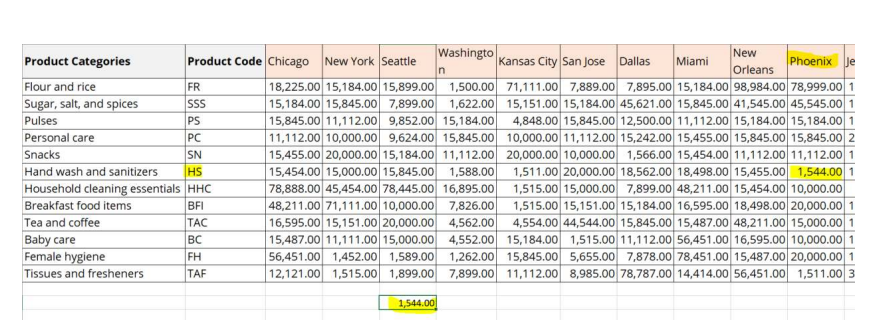 Product Categories Product Code Chicago New York Seattle Washingto Kansas City San Jose Dallas Miami New Phoenix Je
n Orleans
Flour and rice FR 18,225.00 15,184.00 15,899.00 1,500.00 71,111.00 7,889.00 7,895.00 15,184.00 98,984.00 78,999.00 1
Sugar, salt, and spices SSS 15,184.00 15,845.00 7,899.00 1,622.00 15,151.00 15,184.00 45,621.00 15,845.00 41,545.00 45,545.00 1
Pulses PS 15,845.00 11,112.00 9,852.00 15,184.00 4,848.00 15,845.00 12,500.00 11,112.00 15,184.00 15,184.00 1
Personal care PC 11,112.00 10,000.00 9,624.00 15,845.00 10,000.00 11,112.00 15,242.00 15,455.00 15,845.00 15,845.00 2
Snacks SN 15,455.00 20,000.00 15,184.00 11,112.00 20,000.00 10,000.00 1,566.00 15,454.00 11,112.00 11,112.00 1
Hand wash and sanitizers HS 15,454.00 15,000.00 15,845.00 1,588.00 1,511.00 20,000.00 18,562.00 18,498.00 15,455.00 1,544.00 1
Household cleaning essentials HHC 78,888.00 45,454.00 78,445.00 16,895.00 1,515.00 15,000.00 7,899.00 48,211.00 15,454.00 10,000.00
Breakfast food items BFI 48,211.00 71,111.00 10,000.00 7,826.00 1,515.00 15,151.00 15,184.00 16,595.00 18,498.00 20,000.00 1
Tea and coffee TAC 16,595.00 15,151.00 20,000.00 4,562.00 4,554.00 44,544.00 15,845.00 15,487.00 48,211.00 15,000.00 1
Baby care BC 15,487.00 11,111.00 15,000.00 4,552.00 15,184.00 1,515.00 11,112.00 56,451.00 16,595.00 10,000.00 1
Female hygiene FH 56,451.00 1,452.00 1,589.00 1,262.00 15,845.00 5,655.00 7,878.00 78,451.00 15,487.00 20,000.00 1
Tissues and fresheners TAF 12,121.00 1,515.00 1,899.00 7,899.00 11,112.00 8,985.00 78,787.00 14,414.00 56,451.00 1,511.00 3
1,544.00